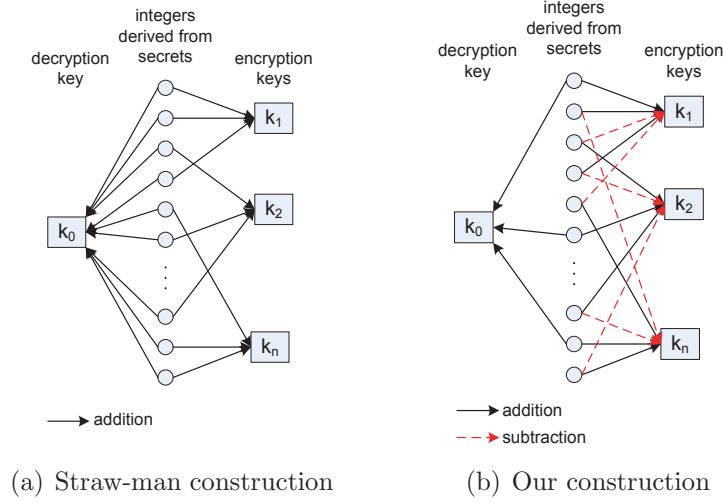 integers
derived from
secrets
decryption
key
encryption
keys
k1
k2
k0
kn
addition
(a) Straw-man construction
integers
derived from
secrets
decryption
key
encryption
keys
k1
k2
k0
kn
addition
subtraction
(b) Our construction